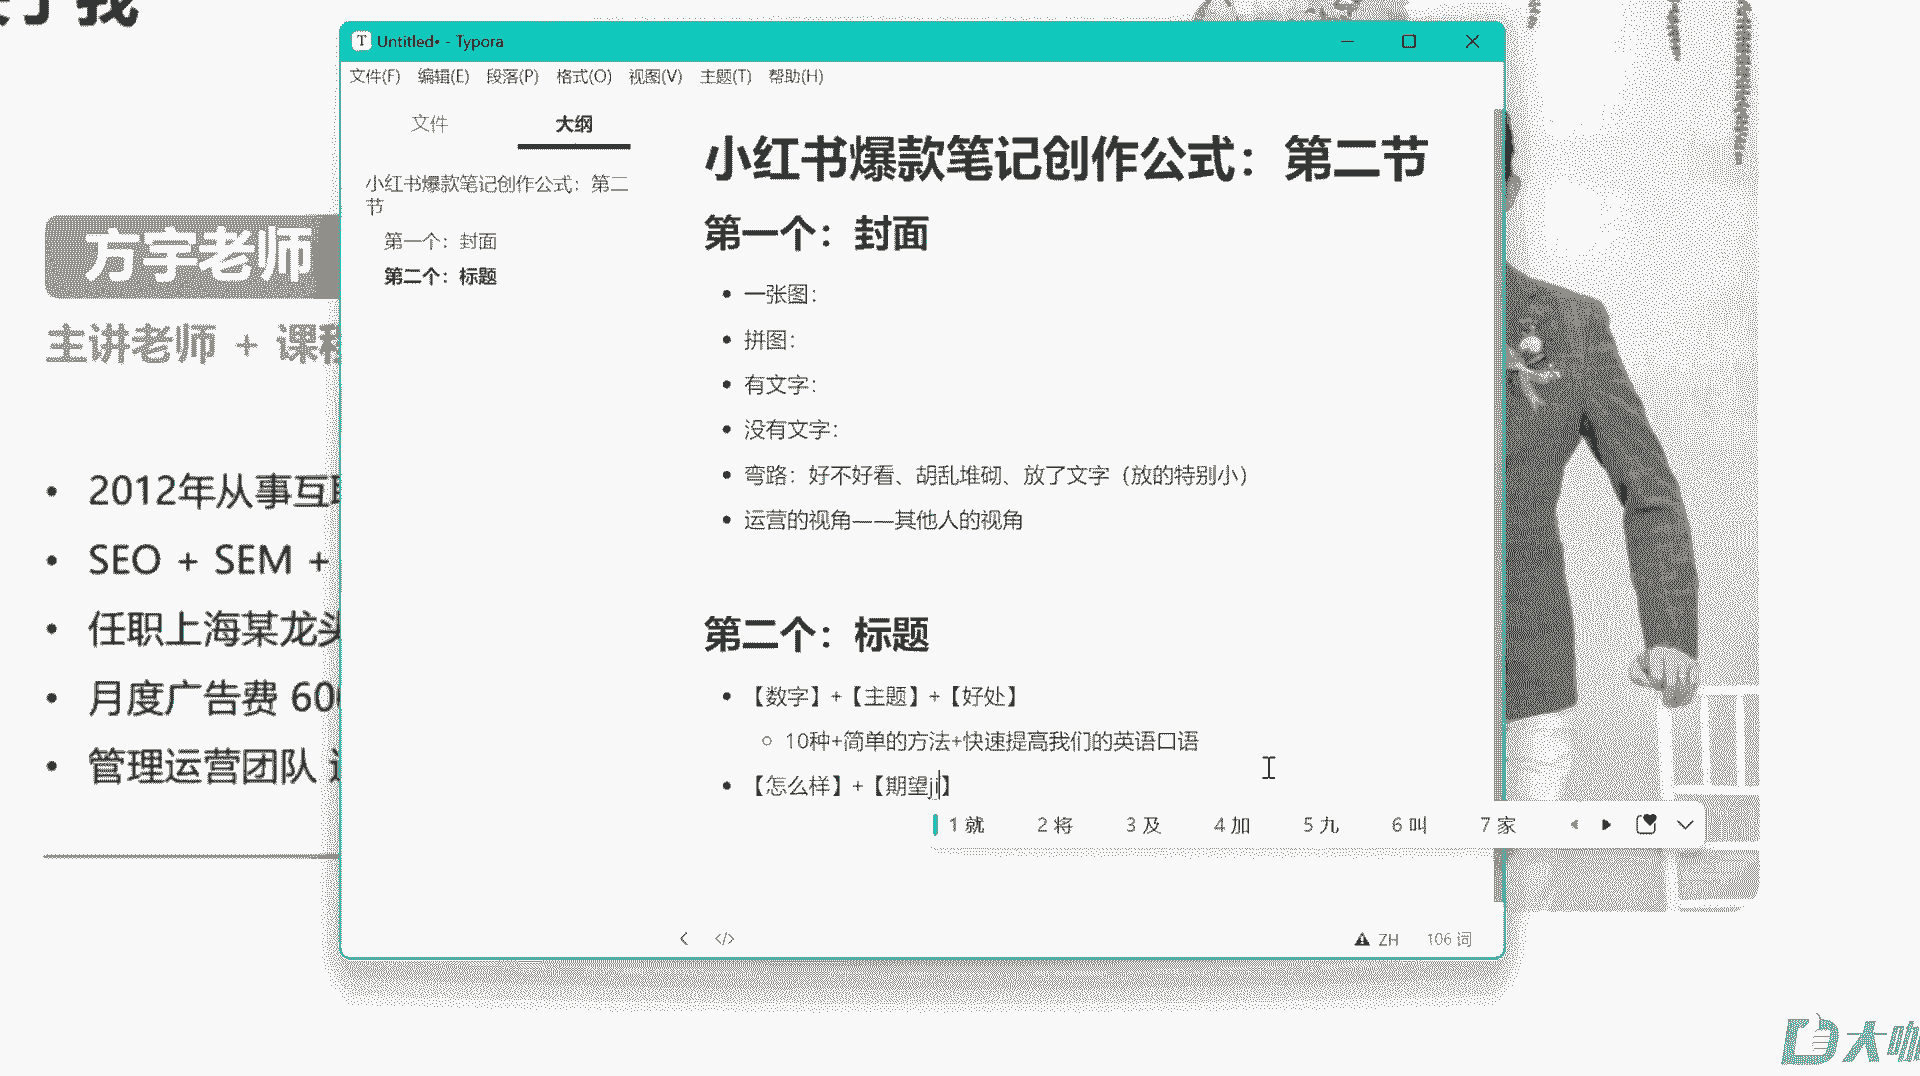 方宇老师
主讲老师 + 课程
2012年从事互联
SEO + SEM +
任职上海某龙头
月度广告费 600
管理运营团队
Untitled• - Typora
文件(F) 编辑(E) 段落(P) 格式(O) 视图(V) 主题(T) 帮助(H)
文件 大纲
小红书爆款笔记创作公式：第二
节
第一个：封面
第二个：标题
小红书爆款笔记创作公式：第二节
第一个：封面
一张图：
拼图：
有文字：
没有文字：
弯路：好不好看、胡乱堆砌、放了文字（放的特别小）
运营的视角——其他人的视角
第二个：标题
【数字】+【主题】+【好处】
10种+简单的方法+快速提高我们的英语口语
【怎么样】+【期望ji】
1 就 2 将 3 及 4 加 5 九 6 叫 7 家
</> ZH 106 词
大咖